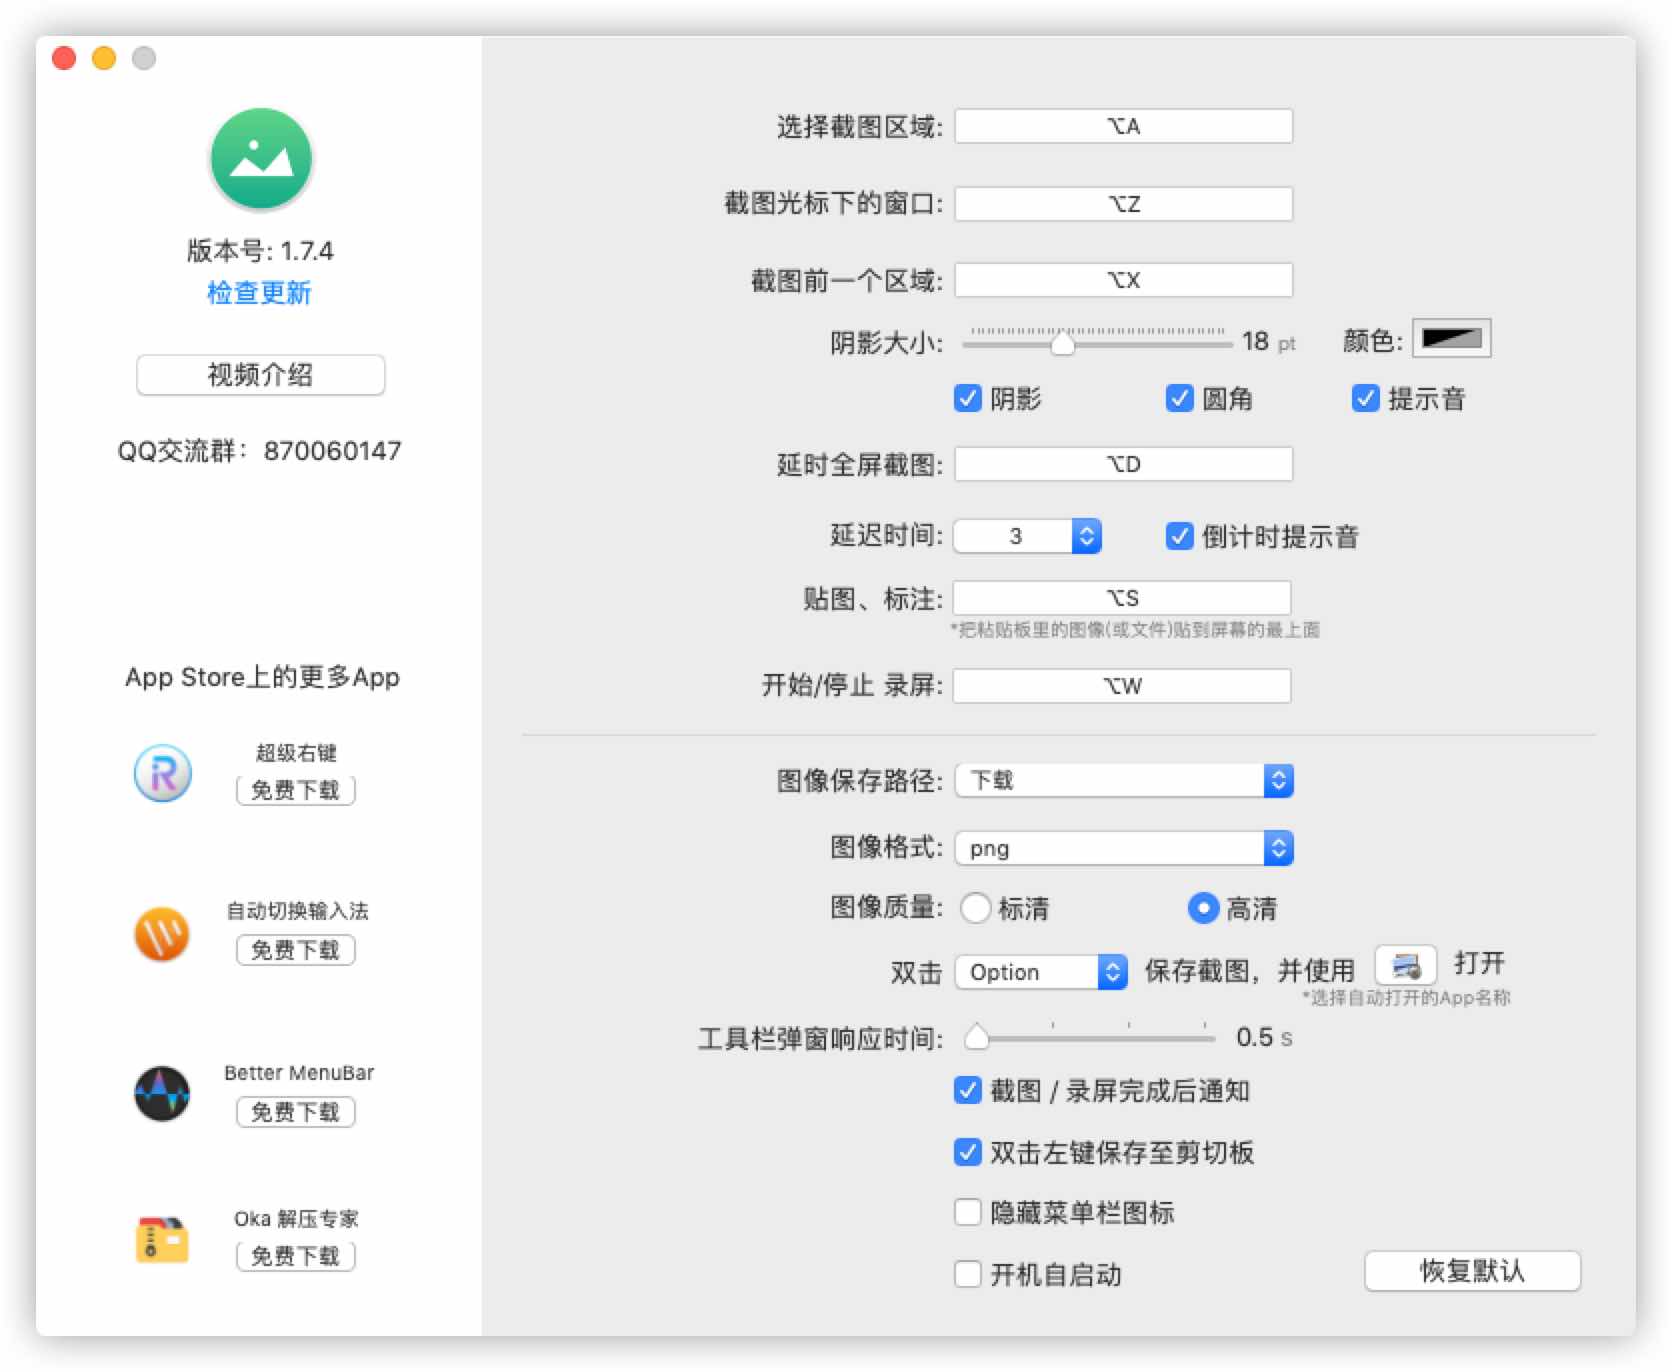 版本号: 1.7.4
检查更新
视频介绍
QQ交流群：870060147
App Store上的更多App
超级右键
免费下载
自动切换输入法
免费下载
Better MenuBar
免费下载
Oka 解压专家
免费下载
选择截图区域: ⌥A
截图光标下的窗口: ⌥Z
截图前一个区域: ⌥X
阴影大小: 18 pt 颜色:
阴影 圆角 提示音
延时全屏截图: ⌥D
延迟时间: 3 倒计时提示音
贴图、标注: ⌥S
*把粘贴板里的图像(或文件)贴到屏幕的最上面
开始/停止 录屏: ⌥W
图像保存路径: 下载
图像格式: png
图像质量: 标清 高清
双击 Option 保存截图，并使用 打开
*选择自动打开的App名称
工具栏弹窗响应时间: 0.5 s
截图 / 录屏完成后通知
双击左键保存至剪切板
隐藏菜单栏图标
开机自启动
恢复默认